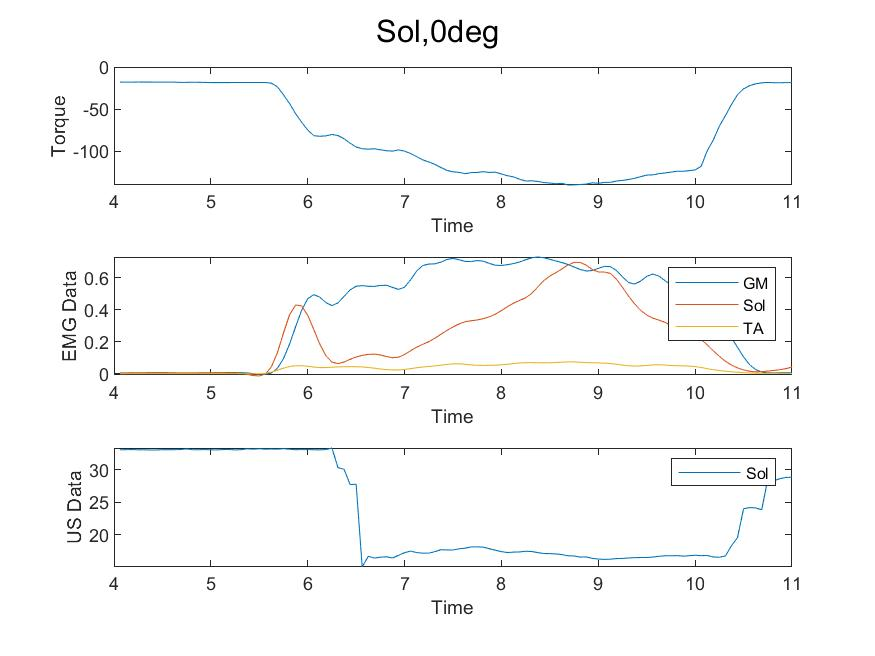 Sol,0deg
0
-50
-100
Torque
4 5 6 7 8 9 10 11
Time
0.6
0.4
0.2
0
EMG Data
GM
Sol
TA
4 5 6 7 8 9 10 11
Time
30
25
20
US Data
Sol
4 5 6 7 8 9 10 11
Time